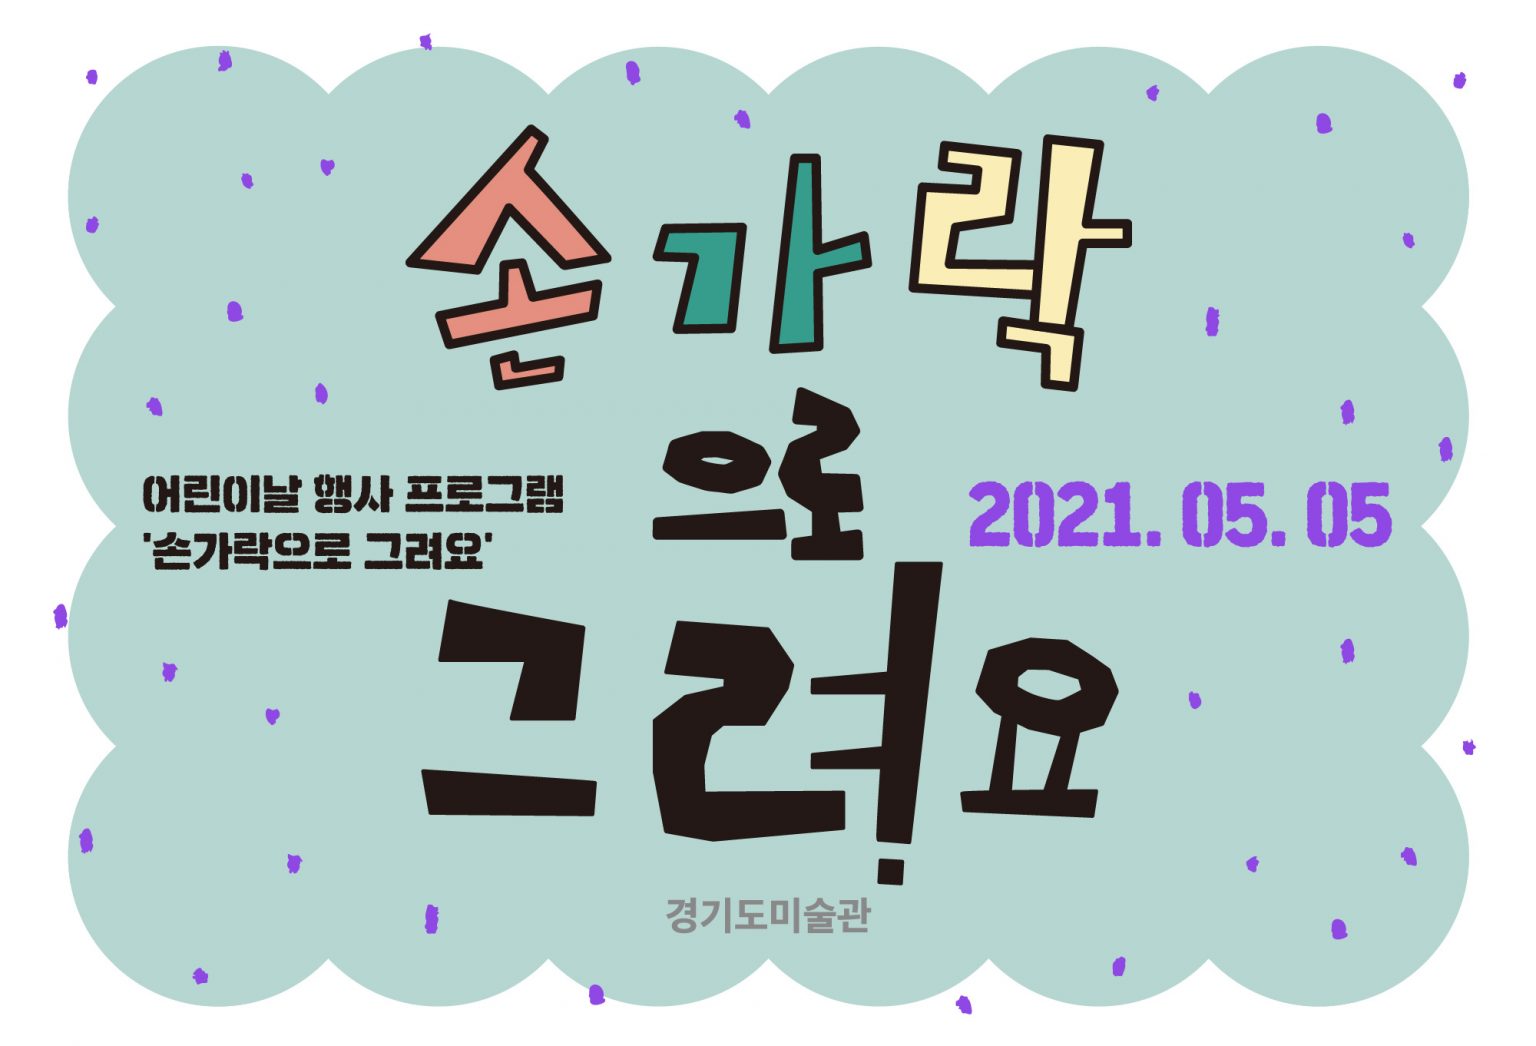 손가락
으로
그려요
어린이날 행사 프로그램
'손가락으로 그려요'
2021. 05. 05
경기도미술관